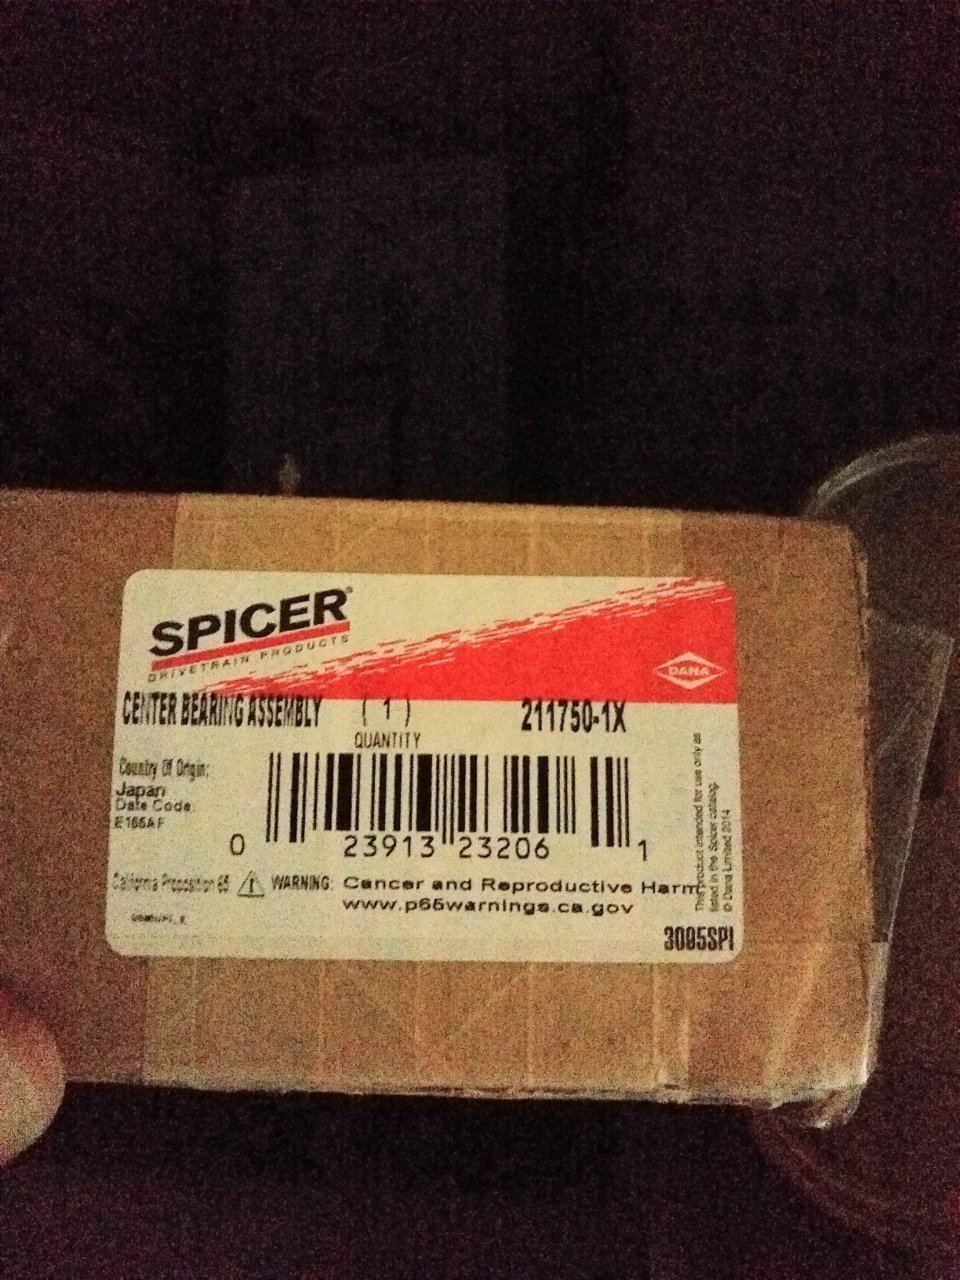 SPICER®
DRIVETRAIN PRODUCTS
DANA
CENTER BEARING ASSEMBLY ( 1 ) 211750-1X
QUANTITY
Country Of Origin:
Japan
Date Code:
0 23913 23206 1
California Proposition 65 ⚠ WARNING: Cancer and Reproductive Harm
www.p65warnings.ca.gov
This product intended for use only as
listed in the Spicer catalog.
© Dana Limited 2014
3005SPI